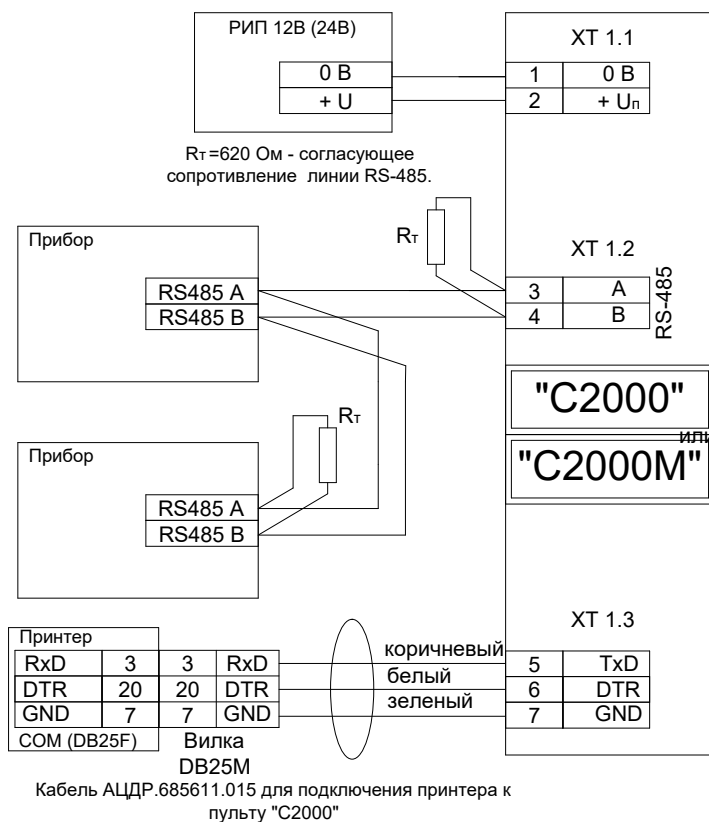 РИП 12В (24В)
0 В
+ U
XT 1.1
1 0 В
2 + Uп
Rт=620 Ом - согласующее
сопротивление линии RS-485.
Rт
Прибор
RS485 A
RS485 B
XT 1.2
3 A
4 B
RS-485
"С2000"
или
"С2000М"
Rт
Прибор
RS485 A
RS485 B
XT 1.3
Принтер
RxD 3 3 RxD
DTR 20 20 DTR
GND 7 7 GND
COM (DB25F)
Вилка
DB25M
коричневый
белый
зеленый
5 TxD
6 DTR
7 GND
Кабель АЦДР.685611.015 для подключения принтера к
пульту "С2000"